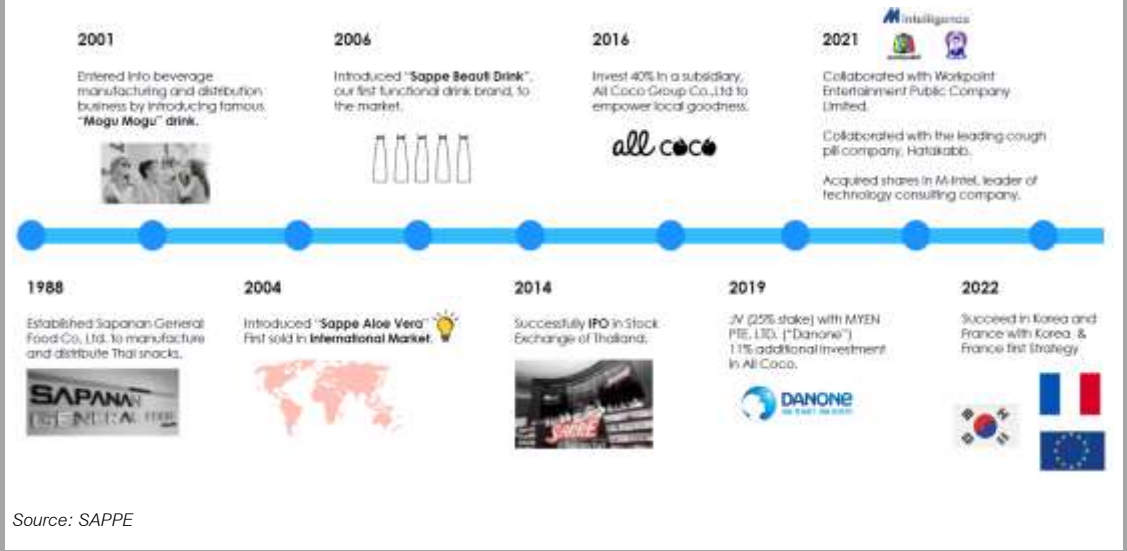 2001
Entered into beverage
manufacturing and distribution
business by introducing famous
"Mogu Mogu" drink.
2006
Introduced "Sappe Beauti Drink",
our first functional drink brand, to
the market.
2016
Invest 40% in a subsidiary,
All Coco Group Co.,Ltd to
empower local goodness.
all coco
M intelligence
2021
Collaborated with Workpoint
Entertainment Public Company
Limited.
Collaborated with the leading cough
pill company, Hatakabb.
Acquired shares in M-Intel, leader of
technology consulting company.
1988
Established Sapanan General
Food Co., Ltd. to manufacture
and distribute Thai snacks.
SAPANAN
GENERAL FOOD
2004
Introduced "Sappe Aloe Vera"
First sold in International Market.
2014
Successfully IPO in Stock
Exchange of Thailand.
SAPPE
2019
JV (25% stake) with MYEN
PTE. LTD. ("Danone")
11% additional investment
in All Coco.
DANONE
2022
Succeed in Korea and
France with Korea &
France first Strategy
Source: SAPPE